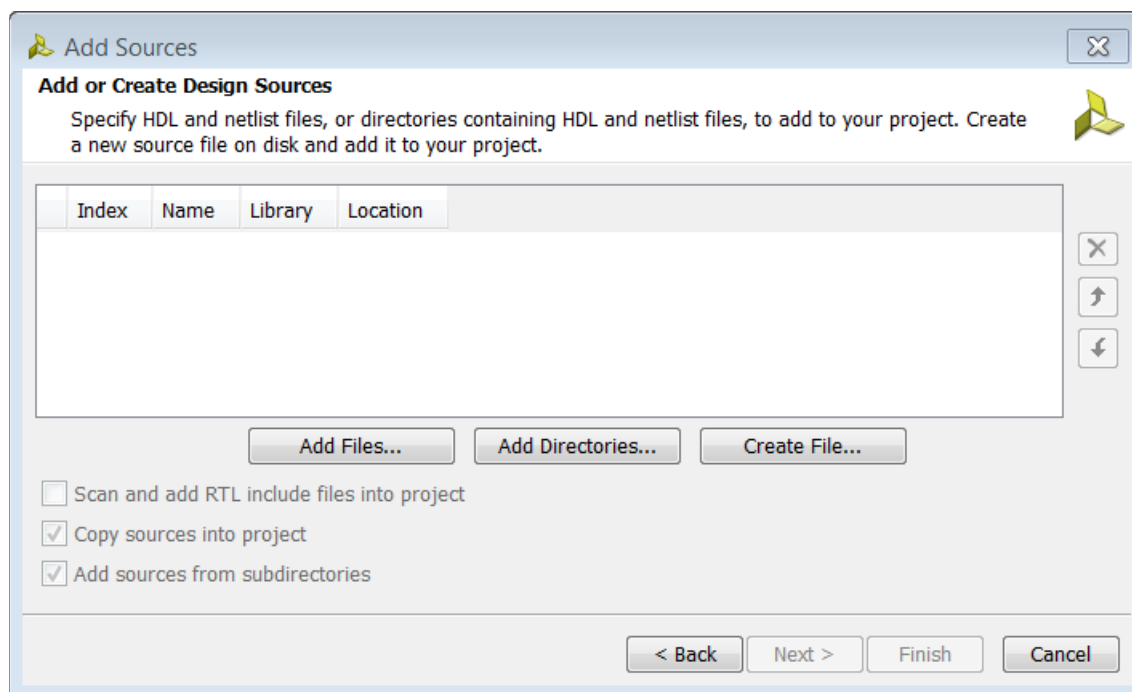 Add Sources
Add or Create Design Sources
Specify HDL and netlist files, or directories containing HDL and netlist files, to add to your project. Create
a new source file on disk and add it to your project.
Index Name Library Location
Add Files... Add Directories... Create File...
Scan and add RTL include files into project
Copy sources into project
Add sources from subdirectories
< Back Next > Finish Cancel